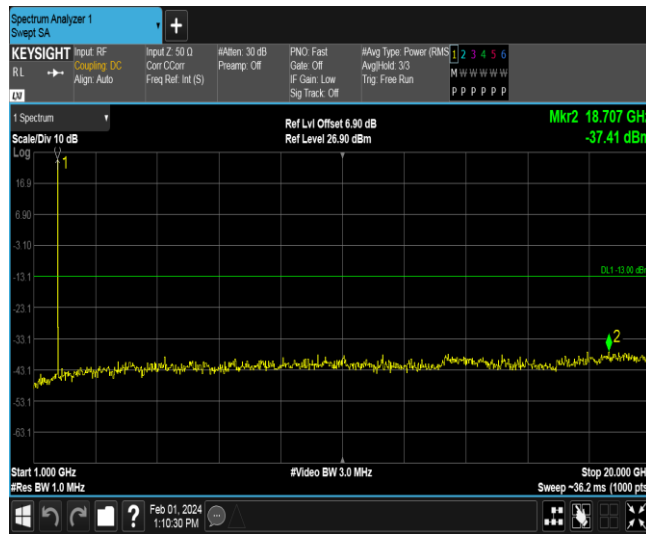 Spectrum Analyzer 1
Swept SA
+
KEYSIGHT
RL
LXI
Input: RF
Coupling: DC
Align: Auto
Input Z: 50 Ω
Corr CCorr
Freq Ref: Int (S)
#Atten: 30 dB
Preamp: Off
PNO: Fast
Gate: Off
IF Gain: Low
Sig Track: Off
#Avg Type: Power (RMS
Avg|Hold: 3/3
Trig: Free Run
1 2 3 4 5 6
M W W W W W
P P P P P P
1 Spectrum
Scale/Div 10 dB
Log
Ref Lvl Offset 6.90 dB
Ref Level 26.90 dBm
Mkr2 18.707 GHz
-37.41 dBm
1
16.9
6.90
-3.10
-13.1
DL1 -13.00 dBm
-23.1
-33.1
2
-43.1
-53.1
-63.1
Start 1.000 GHz
#Res BW 1.0 MHz
#Video BW 3.0 MHz
Stop 20.000 GH
Sweep ~36.2 ms (1000 pts
?
Feb 01, 2024
1:10:30 PM